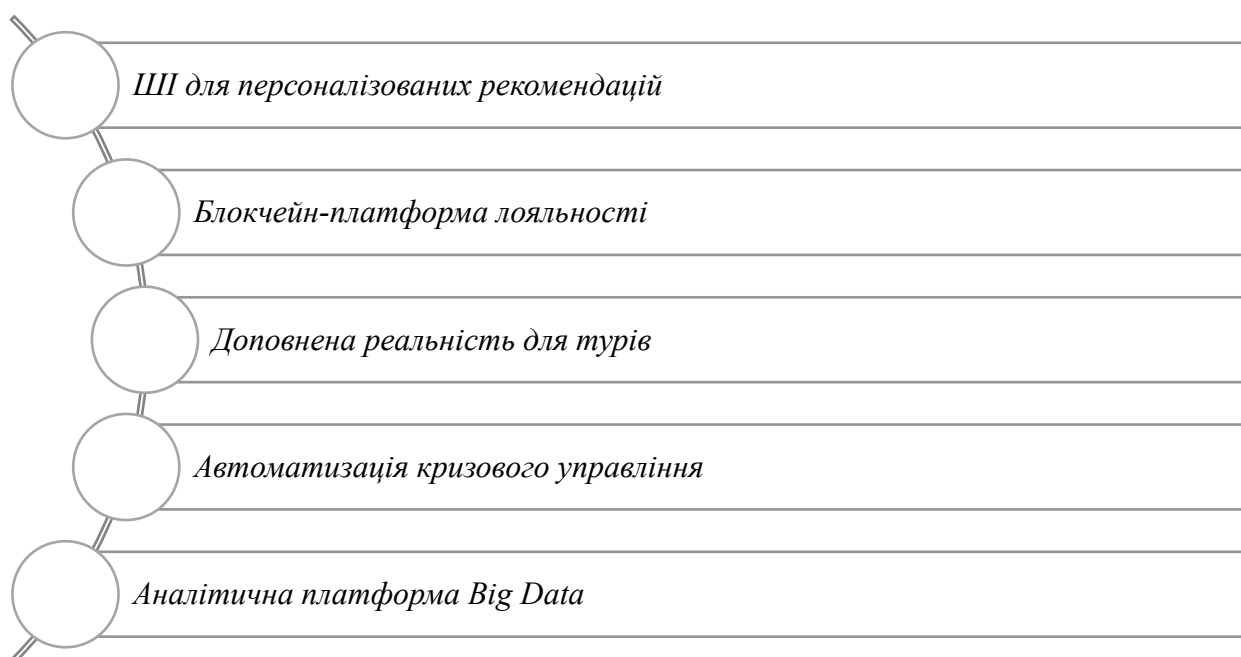 ШІ для персоналізованих рекомендацій
Блокчейн-платформа лояльності
Доповнена реальність для турів
Автоматизація кризового управління
Аналітична платформа Big Data